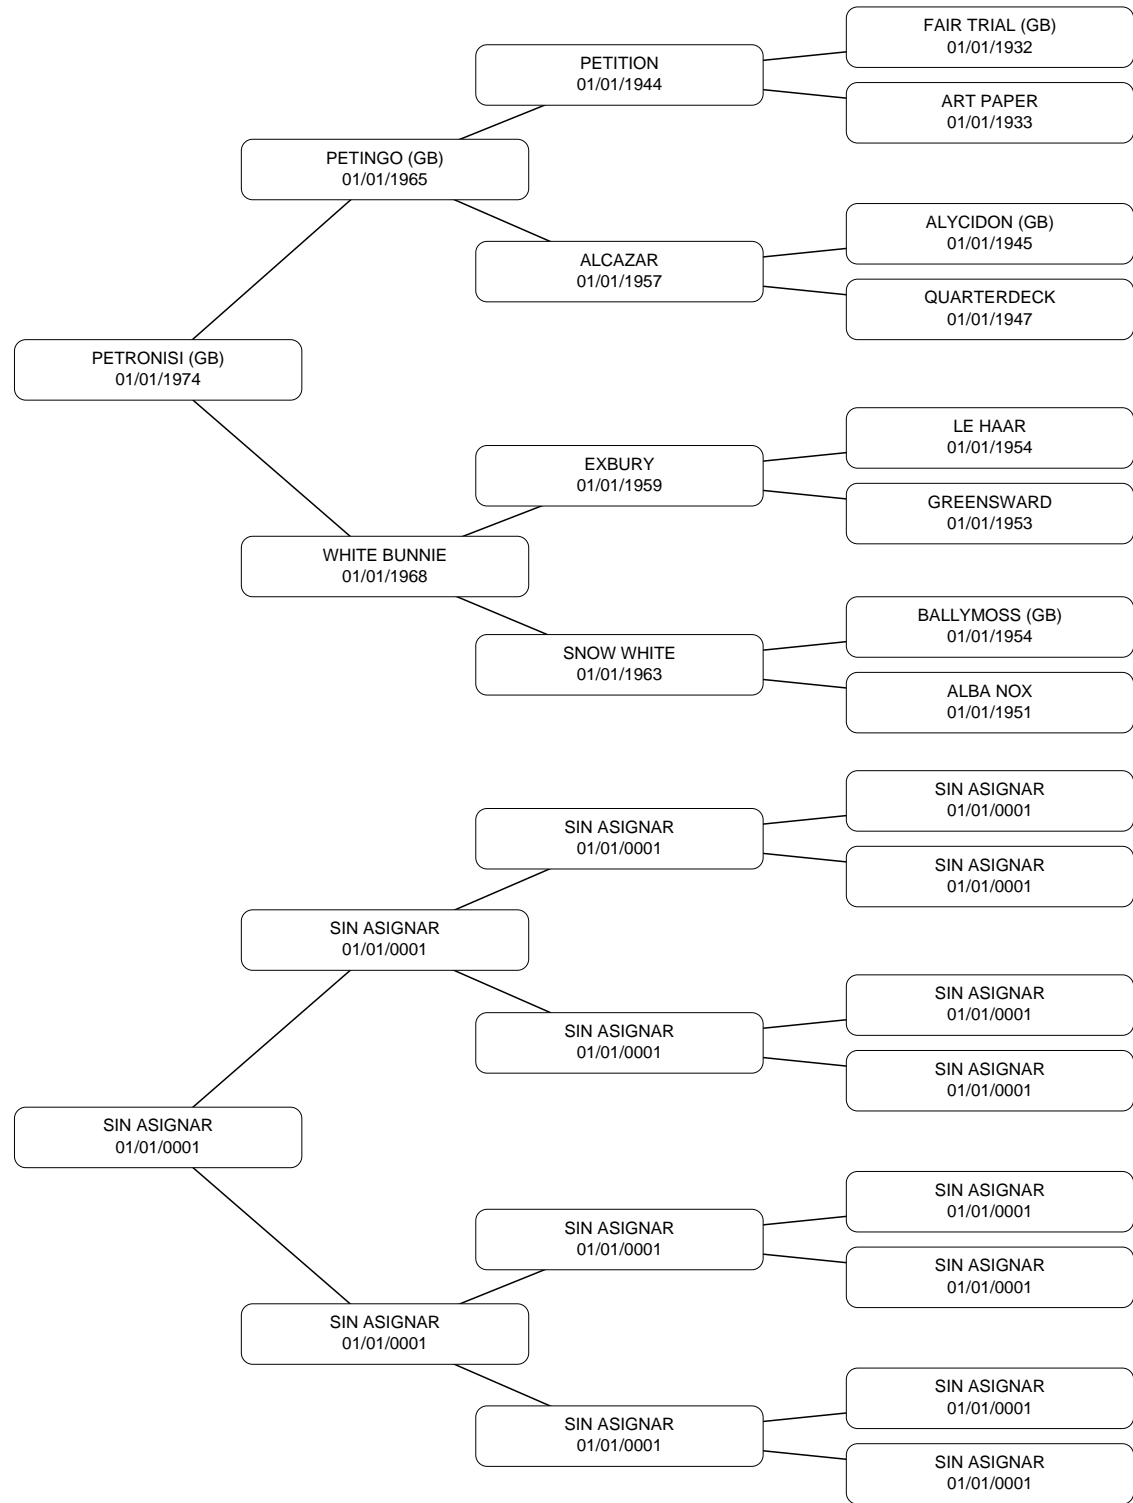 FAIR TRIAL (GB)
01/01/1932
PETITION
01/01/1944
ART PAPER
01/01/1933
PETINGO (GB)
01/01/1965
ALYCIDON (GB)
01/01/1945
ALCAZAR
01/01/1957
QUARTERDECK
01/01/1947
PETRONISI (GB)
01/01/1974
LE HAAR
01/01/1954
EXBURY
01/01/1959
GREENSWARD
01/01/1953
WHITE BUNNIE
01/01/1968
BALLYMOSS (GB)
01/01/1954
SNOW WHITE
01/01/1963
ALBA NOX
01/01/1951
SIN ASIGNAR
01/01/0001
SIN ASIGNAR
01/01/0001
SIN ASIGNAR
01/01/0001
SIN ASIGNAR
01/01/0001
SIN ASIGNAR
01/01/0001
SIN ASIGNAR
01/01/0001
SIN ASIGNAR
01/01/0001
SIN ASIGNAR
01/01/0001
SIN ASIGNAR
01/01/0001
SIN ASIGNAR
01/01/0001
SIN ASIGNAR
01/01/0001
SIN ASIGNAR
01/01/0001
SIN ASIGNAR
01/01/0001
SIN ASIGNAR
01/01/0001
SIN ASIGNAR
01/01/0001